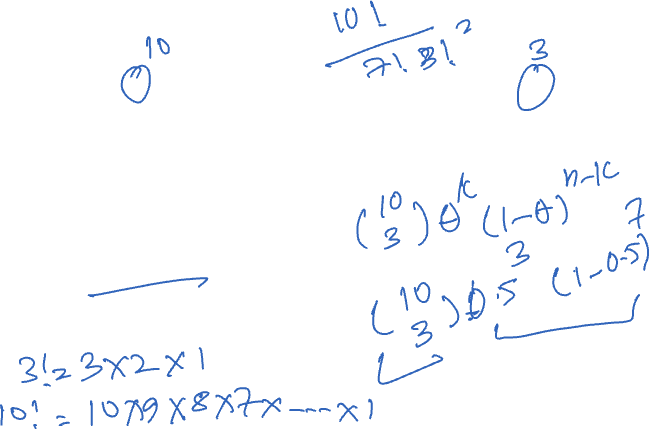 10
10!
7! 3! 2
3
(10 3) θ^k (1-θ)^n-k
(10 3) 0.5^3 (1-0.5)^7
3! = 3×2×1
10! = 10×9×8×7×----×1